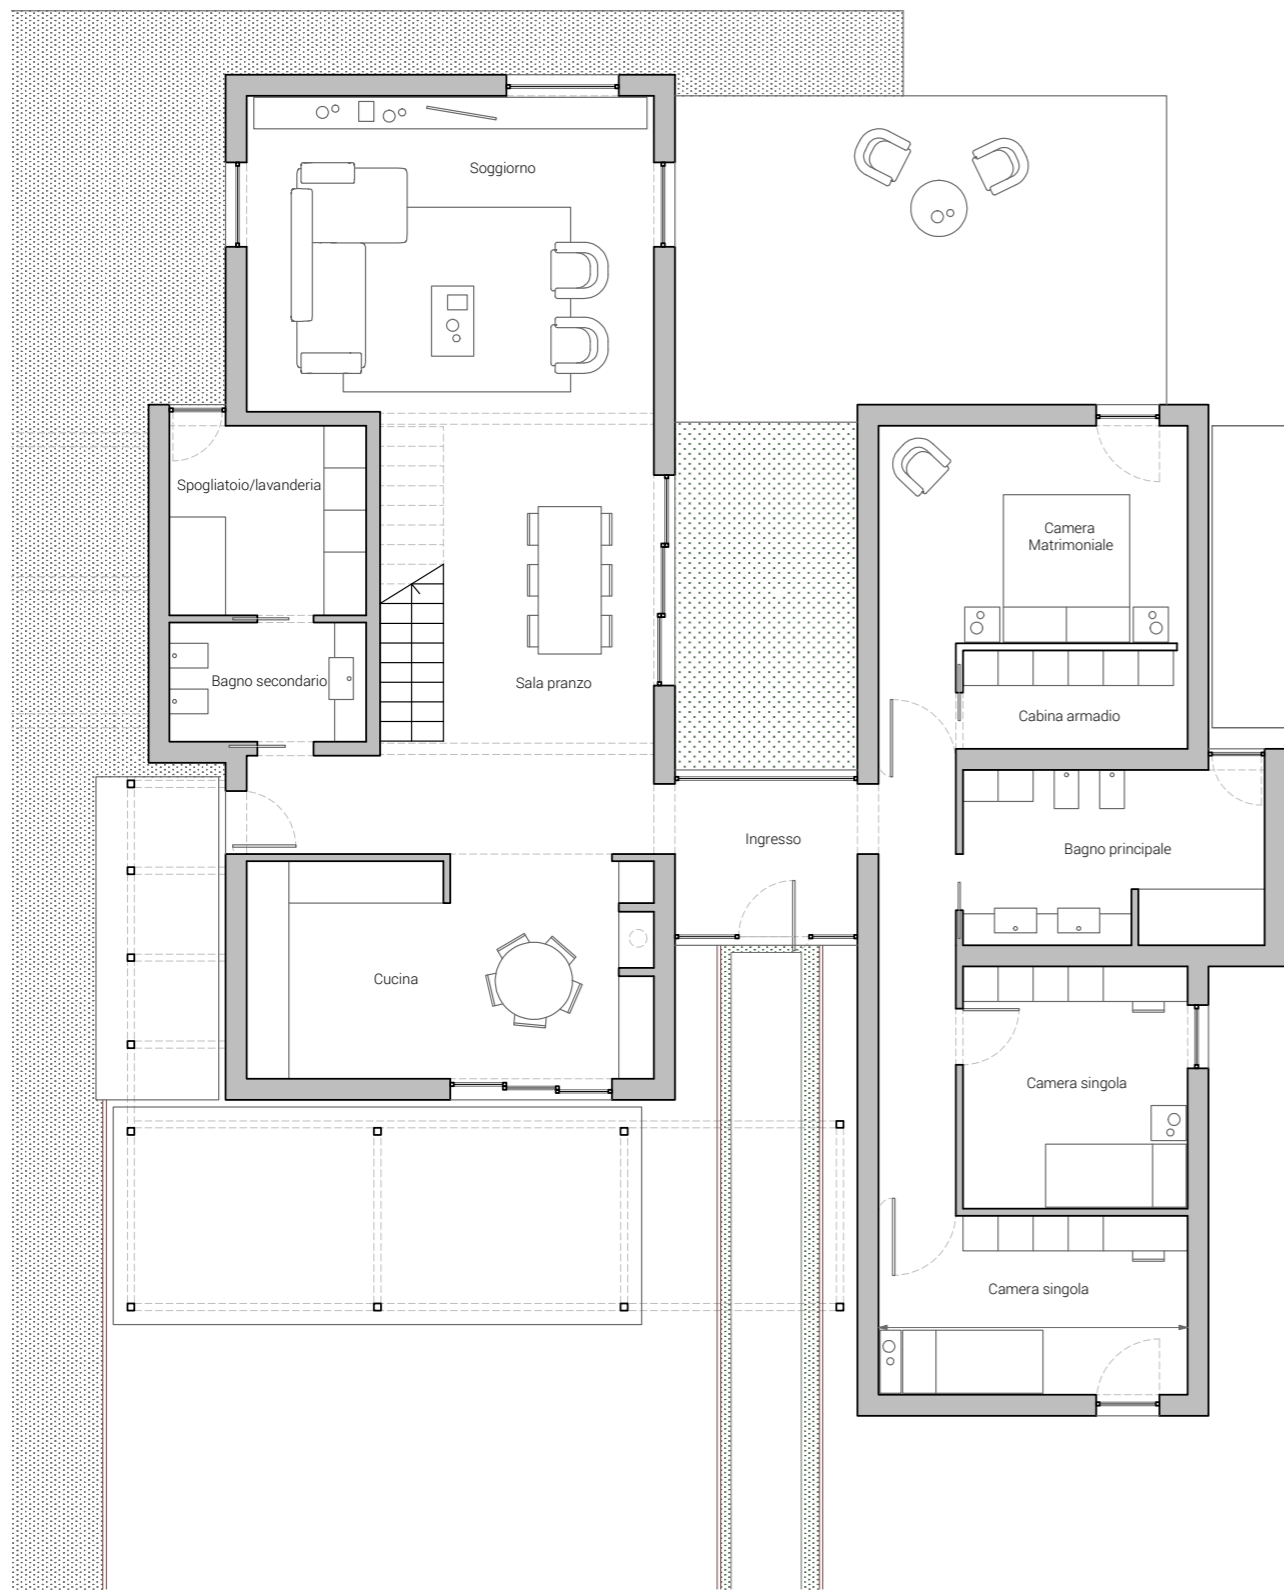 Soggiorno
Spogliatoio/lavanderia
Camera
Matrimoniale
Bagno secondario
Sala pranzo
Cabina armadio
Ingresso
Bagno principale
Cucina
Camera singola
Camera singola